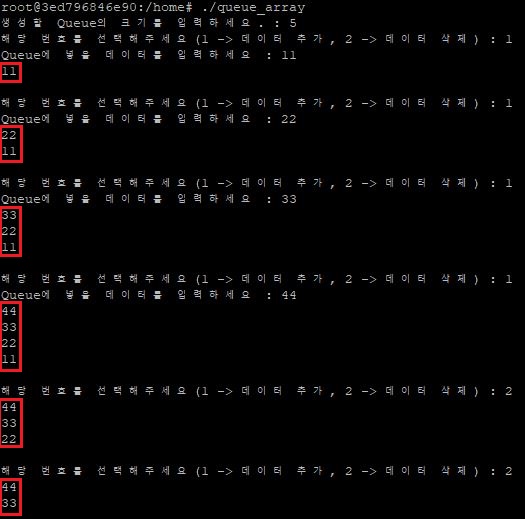 root@3ed796846e90:/home# ./queue_array
생성할 Queue의 크기를 입력하세요. : 5
해당 번호를 선택해주세요(1 -> 데이터 추가, 2 -> 데이터 삭제) : 1
Queue에 넣을 데이터를 입력하세요 : 11
11
해당 번호를 선택해주세요(1 -> 데이터 추가, 2 -> 데이터 삭제) : 1
Queue에 넣을 데이터를 입력하세요 : 22
22
11
해당 번호를 선택해주세요(1 -> 데이터 추가, 2 -> 데이터 삭제) : 1
Queue에 넣을 데이터를 입력하세요 : 33
33
22
11
해당 번호를 선택해주세요(1 -> 데이터 추가, 2 -> 데이터 삭제) : 1
Queue에 넣을 데이터를 입력하세요 : 44
44
33
22
11
해당 번호를 선택해주세요(1 -> 데이터 추가, 2 -> 데이터 삭제) : 2
44
33
22
해당 번호를 선택해주세요(1 -> 데이터 추가, 2 -> 데이터 삭제) : 2
44
33